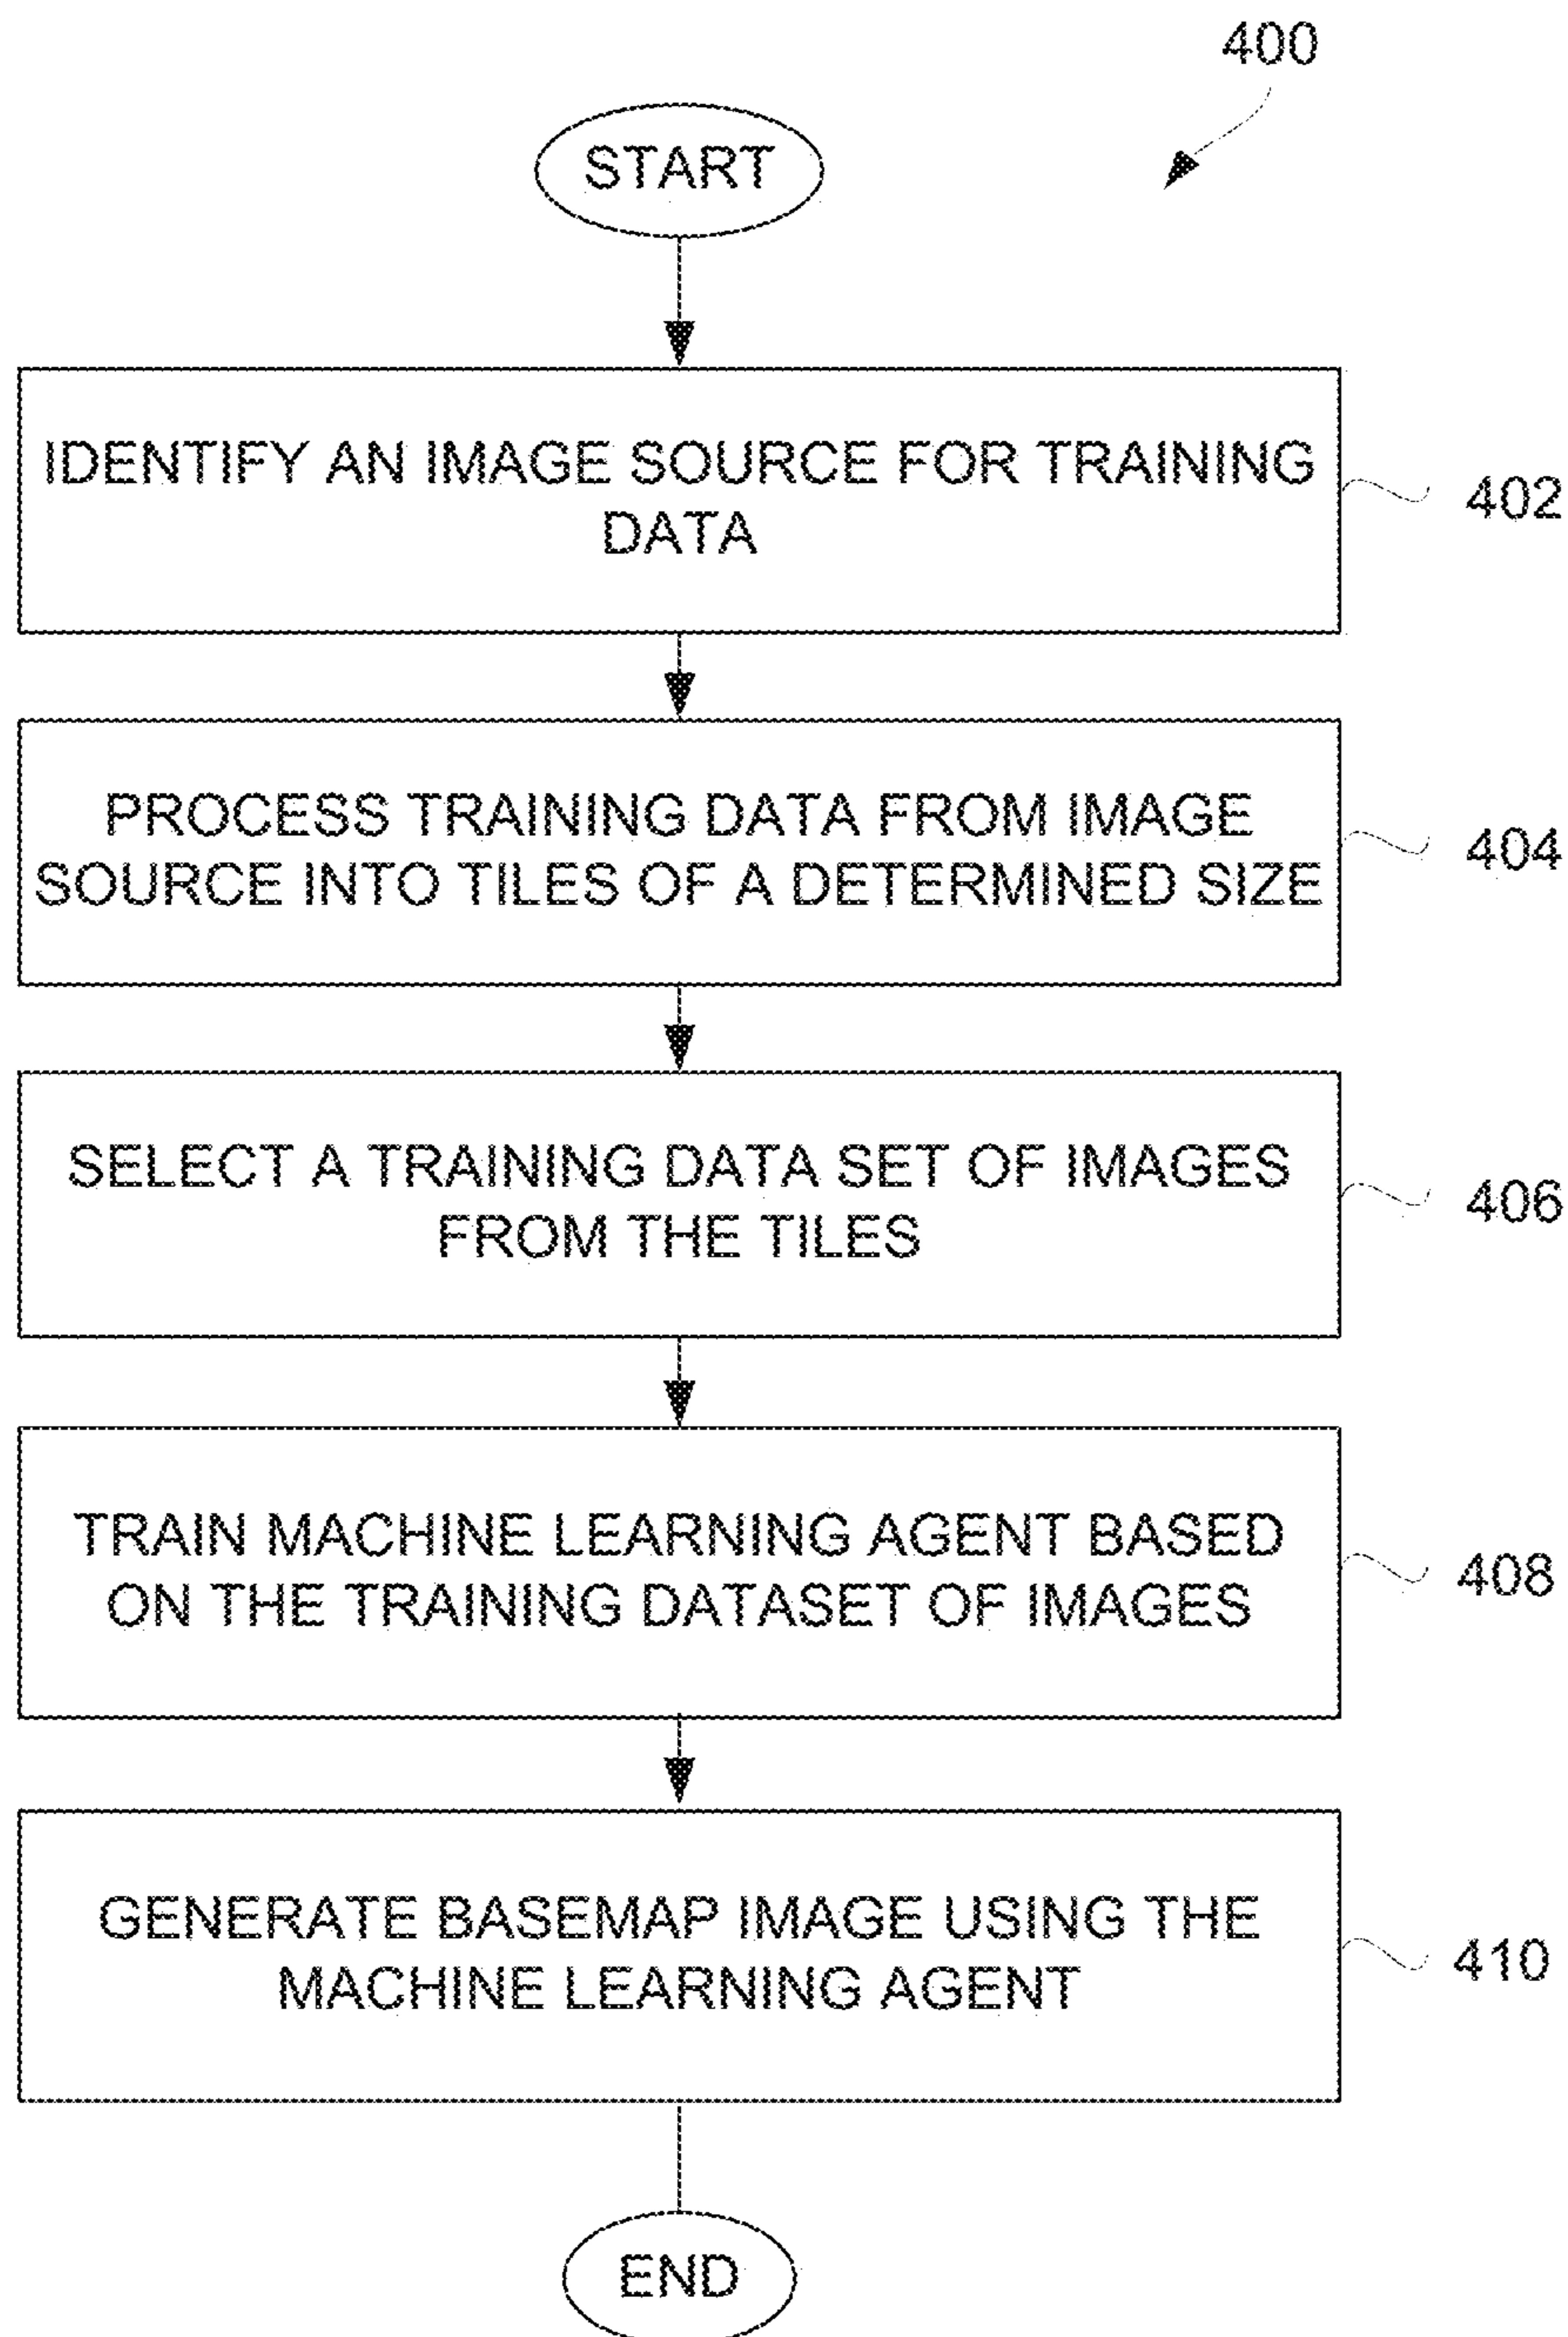 400
START
IDENTIFY AN IMAGE SOURCE FOR TRAINING
DATA
402
PROCESS TRAINING DATA FROM IMAGE
SOURCE INTO TILES OF A DETERMINED SIZE
404
SELECT A TRAINING DATA SET OF IMAGES
FROM THE TILES
406
TRAIN MACHINE LEARNING AGENT BASED
ON THE TRAINING DATASET OF IMAGES
408
GENERATE BASEMAP IMAGE USING THE
MACHINE LEARNING AGENT
410
END